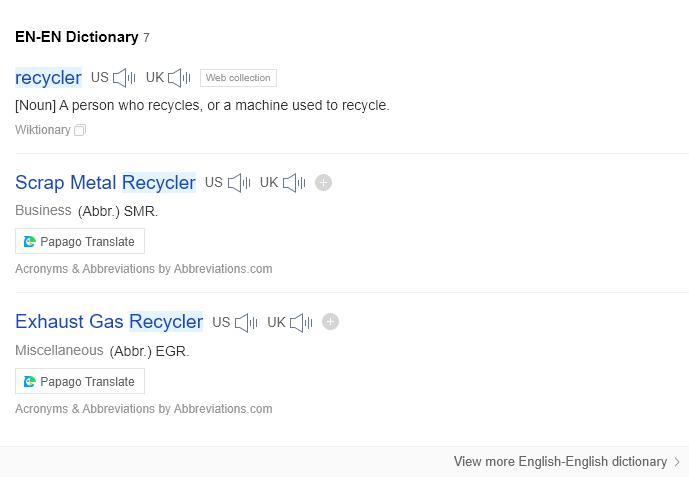 EN-EN Dictionary 7
recycler US UK Web collection
[Noun] A person who recycles, or a machine used to recycle.
Wiktionary
Scrap Metal Recycler US UK
Business (Abbr.) SMR.
Papago Translate
Acronyms & Abbreviations by Abbreviations.com
Exhaust Gas Recycler US UK
Miscellaneous (Abbr.) EGR.
Papago Translate
Acronyms & Abbreviations by Abbreviations.com
View more English-English dictionary